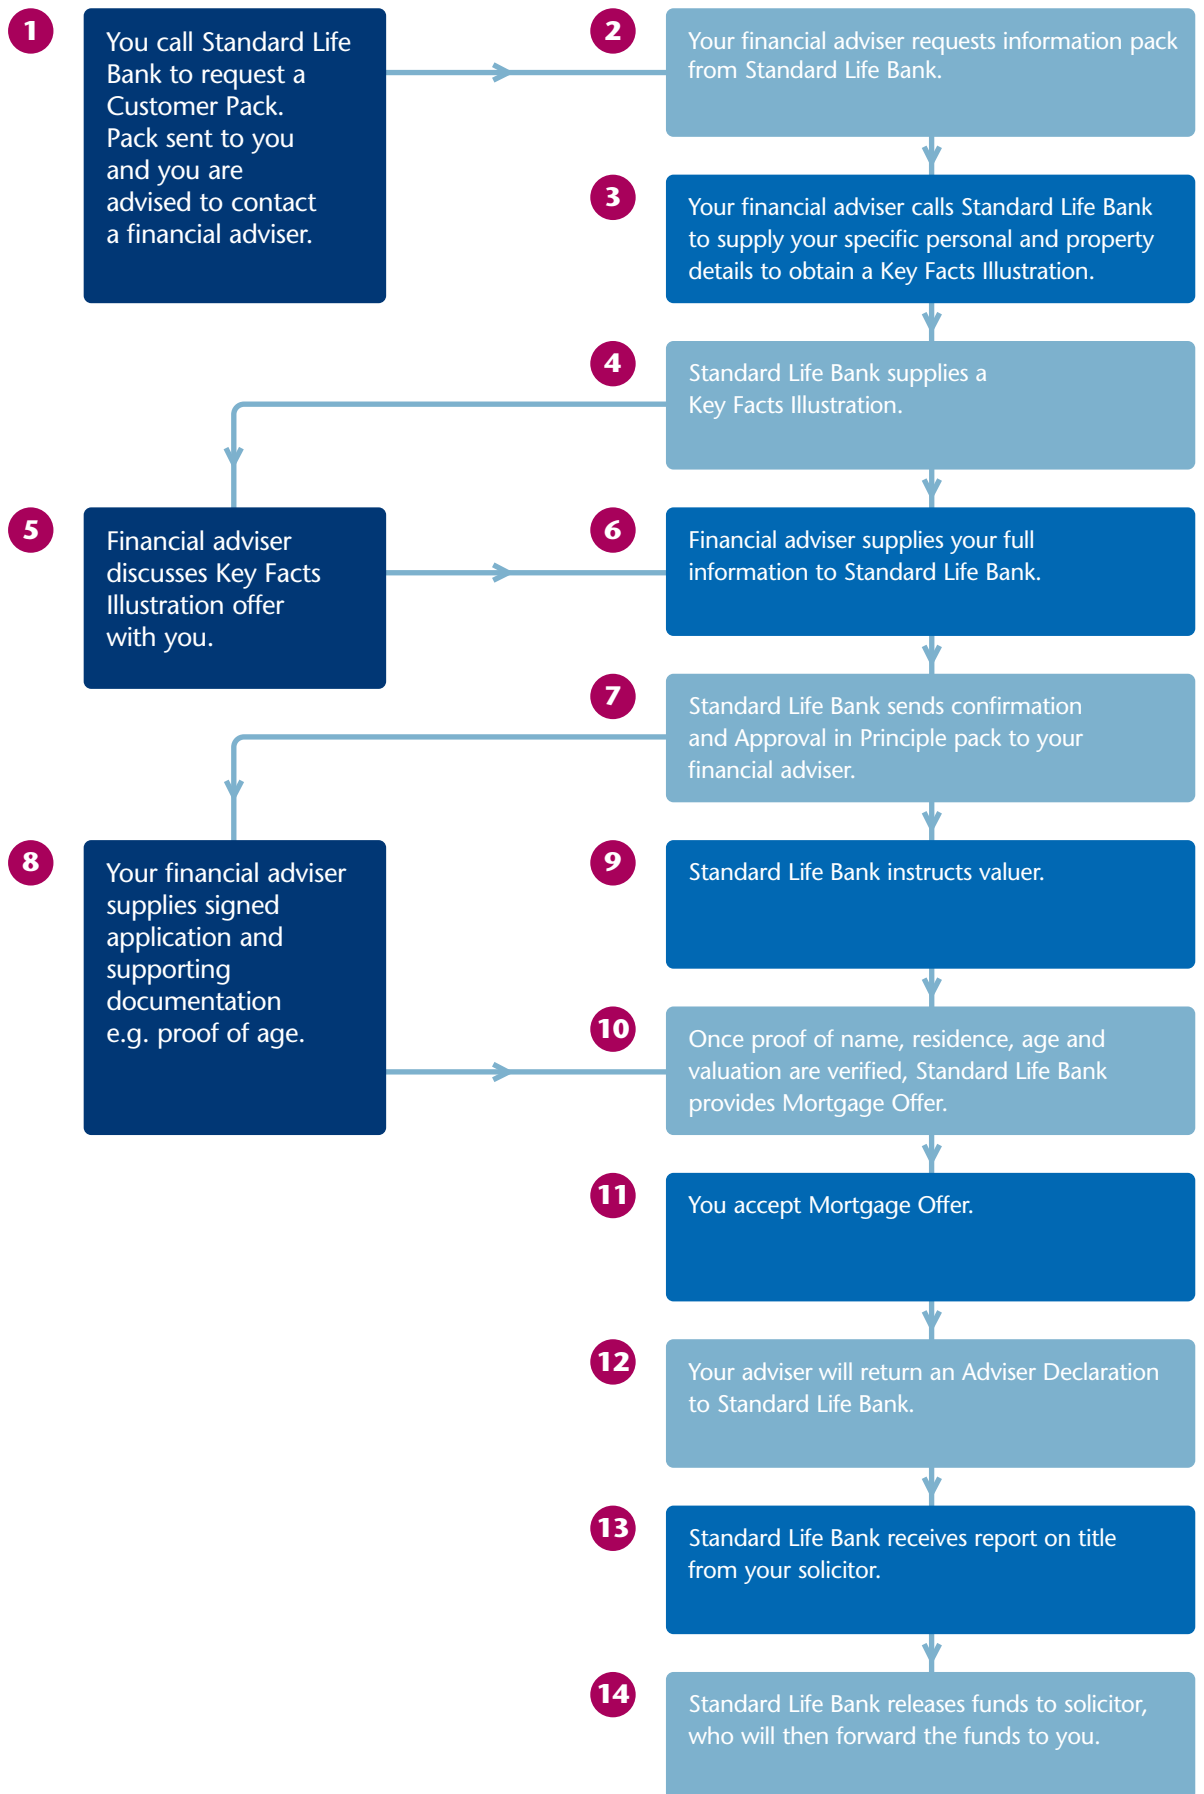 1
You call Standard Life
Bank to request a
Customer Pack.
Pack sent to you
and you are
advised to contact
a financial adviser.
2
Your financial adviser requests information pack
from Standard Life Bank.
3
Your financial adviser calls Standard Life Bank
to supply your specific personal and property
details to obtain a Key Facts Illustration.
4
Standard Life Bank supplies a
Key Facts Illustration.
5
Financial adviser
discusses Key Facts
Illustration offer
with you.
6
Financial adviser supplies your full
information to Standard Life Bank.
7
Standard Life Bank sends confirmation
and Approval in Principle pack to your
financial adviser.
8
Your financial adviser
supplies signed
application and
supporting
documentation
e.g. proof of age.
9
Standard Life Bank instructs valuer.
10
Once proof of name, residence, age and
valuation are verified, Standard Life Bank
provides Mortgage Offer.
11
You accept Mortgage Offer.
12
Your adviser will return an Adviser Declaration
to Standard Life Bank.
13
Standard Life Bank receives report on title
from your solicitor.
14
Standard Life Bank releases funds to solicitor,
who will then forward the funds to you.